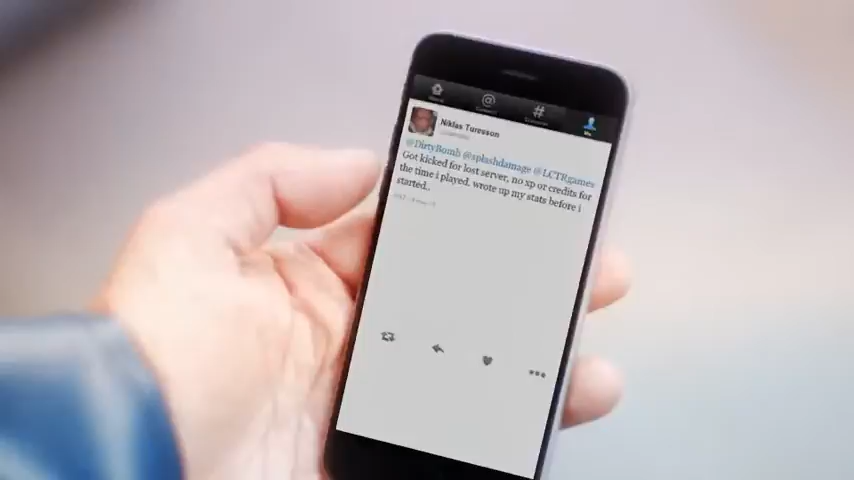 Niklas Turesson
@DirtyBomb @splashdamage @LCTRgames
Got kicked for lost server, no xp or credits for
the time i played. wrote up my stats before i
started..
Me